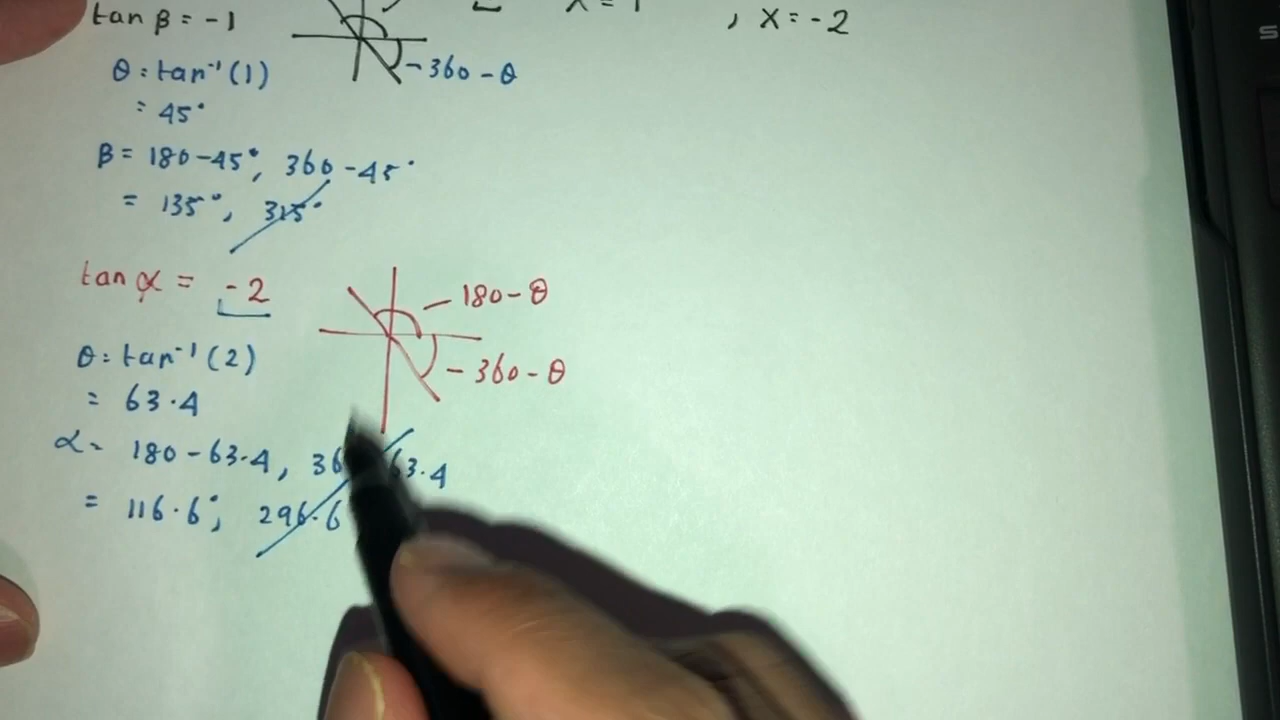 tan β = -1
, x = -2
360 - θ
θ = tan⁻¹(1)
= 45°
β = 180 - 45°, 360 - 45°
= 135°, 315°
tan α = -2
180 - θ
θ = tan⁻¹(2)
360 - θ
= 63.4
α = 180 - 63.4, 63.4
= 116.6°, 296.6